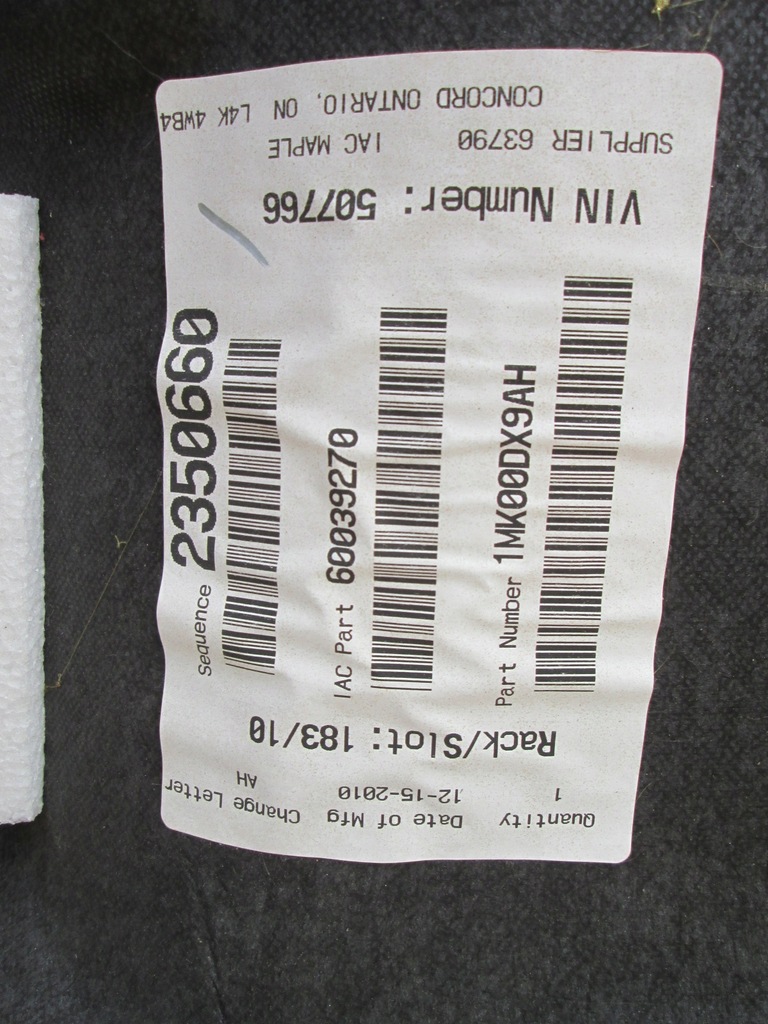 Quantity Date of Mfg Change Letter
1 12-15-2010 AH
Rack/Slot: 183/10
Part Number 1MK00DX9AH
IAC Part 60039270
Sequence 2350660
VIN Number: 507766
SUPPLIER 63790 IAC MAPLE
CONCORD ONTARIO, ON L4K 4WB4